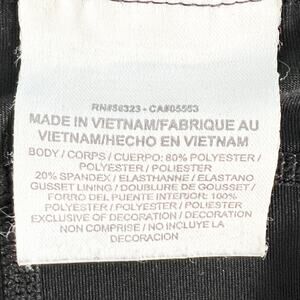 RN#56323 - CA#05553
MADE IN VIETNAM/FABRIQUE AU
VIETNAM/HECHO EN VIETNAM
BODY / CORPS / CUERPO: 80% POLYESTER /
POLYESTER / POLIESTER
20% SPANDEX / ELASTHANNE / ELASTANO
GUSSET LINING / DOUBLURE DE GOUSSET /
FORRO DEL PUENTE INTERIOR: 100%
POLYESTER / POLYESTER / POLIESTER
EXCLUSIVE OF DECORATION / DECORATION
NON COMPRISE / NO INCLUYE LA
DECORACION